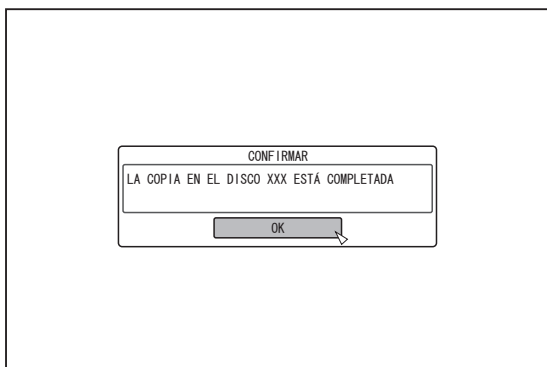 CONFIRMAR
LA COPIA EN EL DISCO XXX ESTÁ COMPLETADA
OK